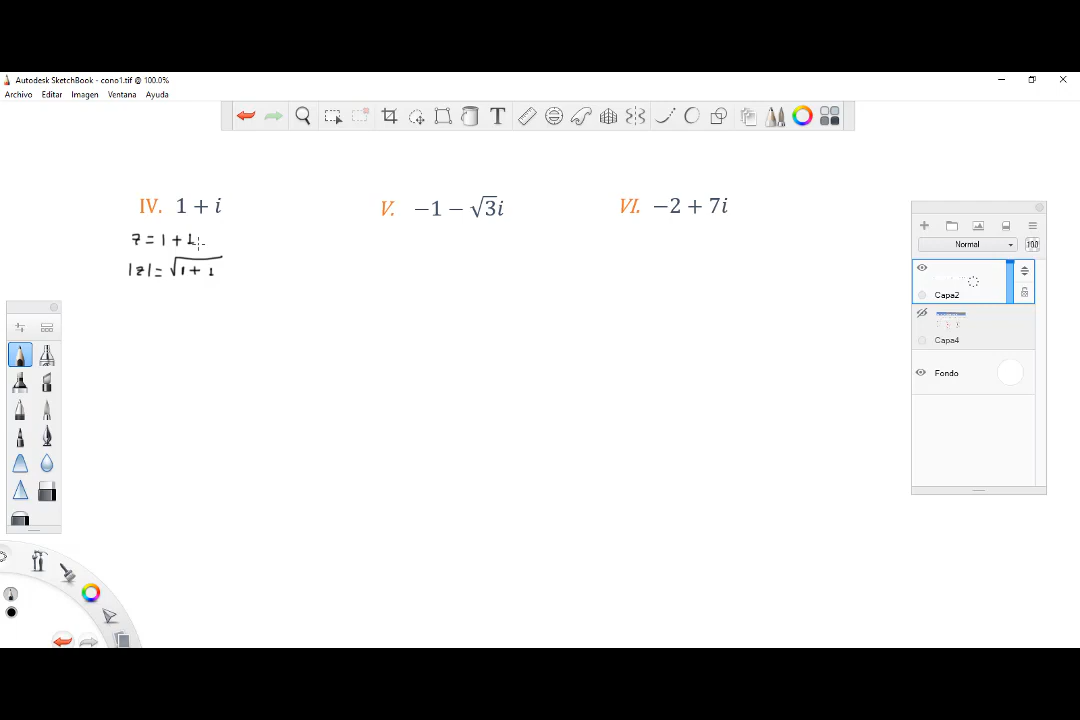 Autodesk SketchBook - cono1.tif @ 100.0%
Archivo Editar Imagen Ventana Ayuda
IV. 1 + i
V. −1 − √3i
VI. −2 + 7i
z = 1 + i
|z| = √1 + 1
Normal
100
Capa2
Capa4
Fondo